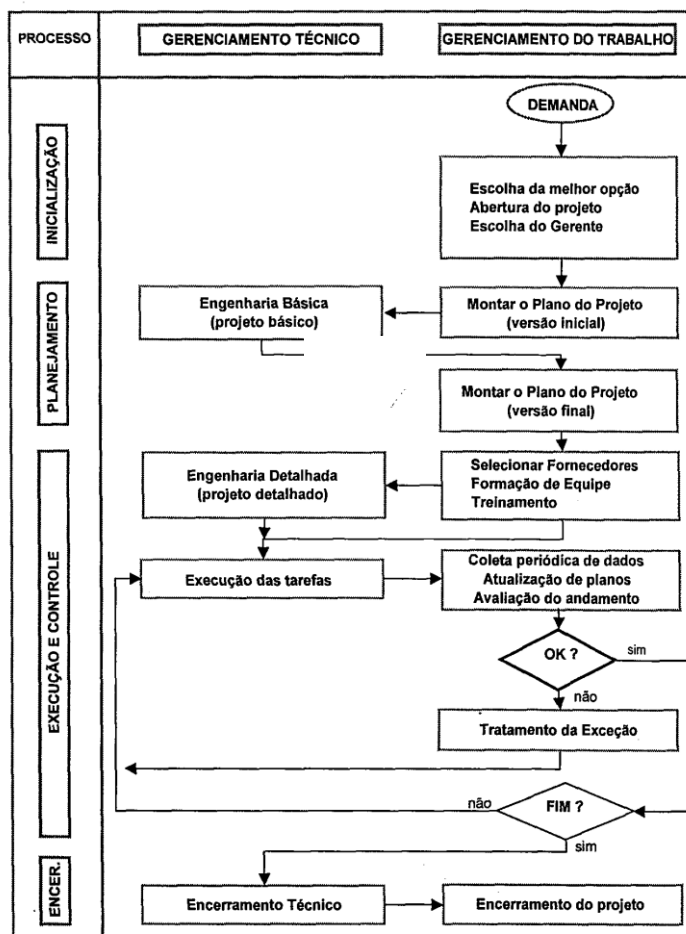 PROCESSO
GERENCIAMENTO TÉCNICO
GERENCIAMENTO DO TRABALHO
INICIALIZAÇÃO
DEMANDA
Escolha da melhor opção
Abertura do projeto
Escolha do Gerente
PLANEJAMENTO
Engenharia Básica
(projeto básico)
Montar o Plano do Projeto
(versão inicial)
Montar o Plano do Projeto
(versão final)
EXECUÇÃO E CONTROLE
Engenharia Detalhada
(projeto detalhado)
Selecionar Fornecedores
Formação de Equipe
Treinamento
Execução das tarefas
Coleta periódica de dados
Atualização de planos
Avaliação do andamento
OK ?
sim
não
Tratamento da Exceção
não
FIM ?
sim
ENCER.
Encerramento Técnico
Encerramento do projeto